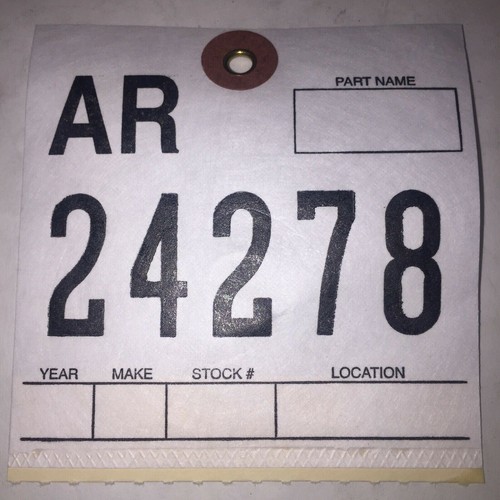 AR
PART NAME
24278
YEAR MAKE STOCK # LOCATION